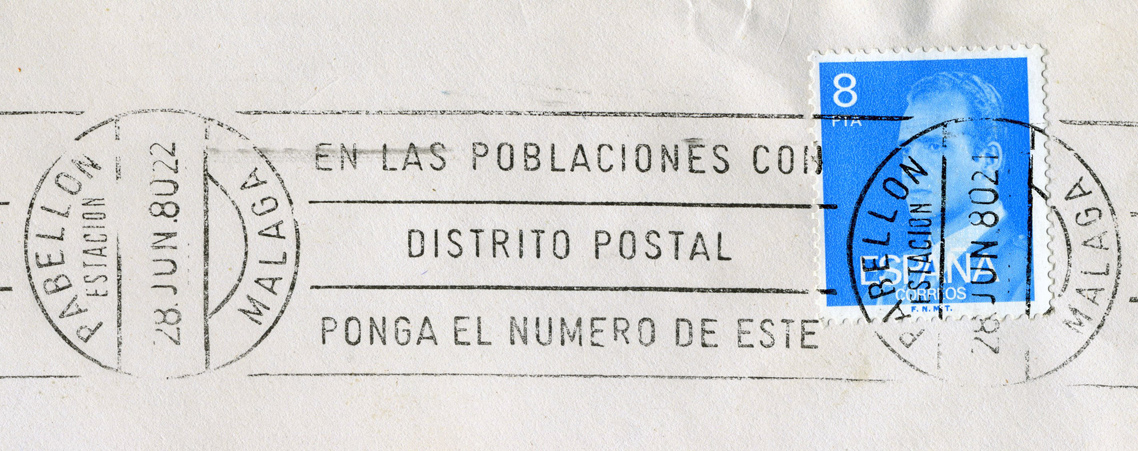 PABELLON
ESTACION
28.JUN.8022
MALAGA
EN LAS POBLACIONES CON
DISTRITO POSTAL
PONGA EL NUMERO DE ESTE
8
PTA
ESPAÑA
CORREOS
F.N.M.T.
PABELLON
ESTACION
28.JUN.8021
MALAGA